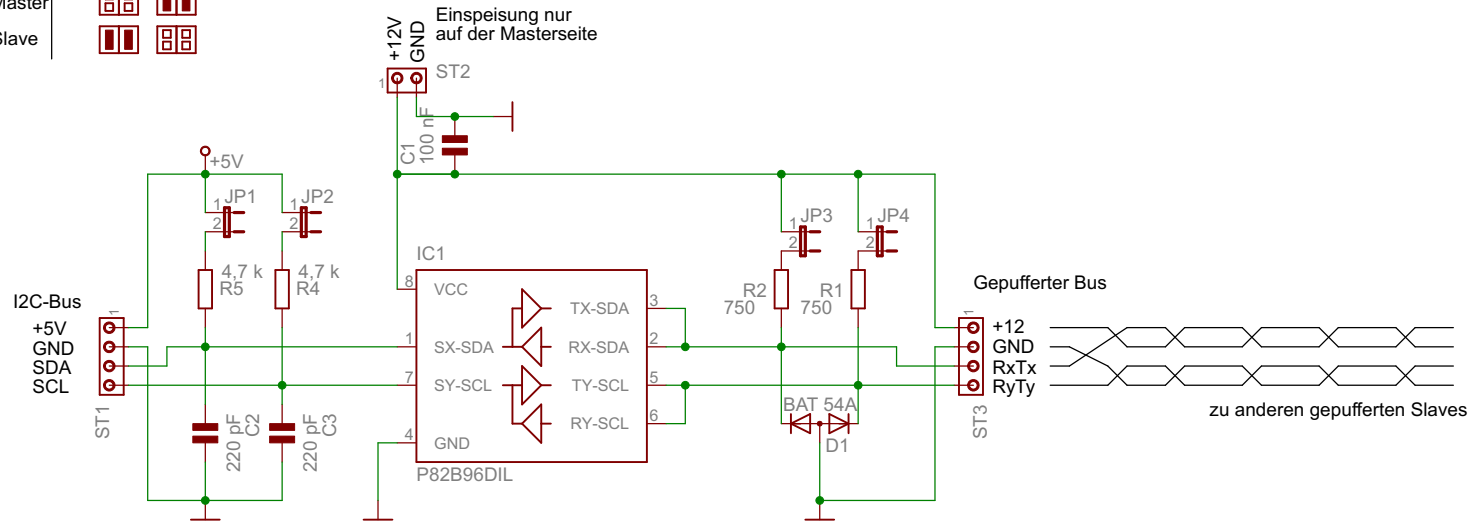 Slave
+12V
GND
Einspeisung nur
auf der Masterseite
1
ST2
C1
100 nF
+5V
1
2
JP1
1
2
JP2
1
2
JP3
1
2
JP4
4,7 k
R5
4,7 k
R4
R2
750
R1
750
IC1
8
VCC
TX-SDA
3
1
SX-SDA
RX-SDA
2
7
SY-SCL
TY-SCL
5
RY-SCL
6
4
GND
P82B96DIL
I2C-Bus
1
+5V
GND
SDA
SCL
ST1
220 pF
C2
220 pF
C3
BAT 54A
D1
Gepufferter Bus
1
+12
GND
RxTx
RyTy
ST3
zu anderen gepufferten Slaves